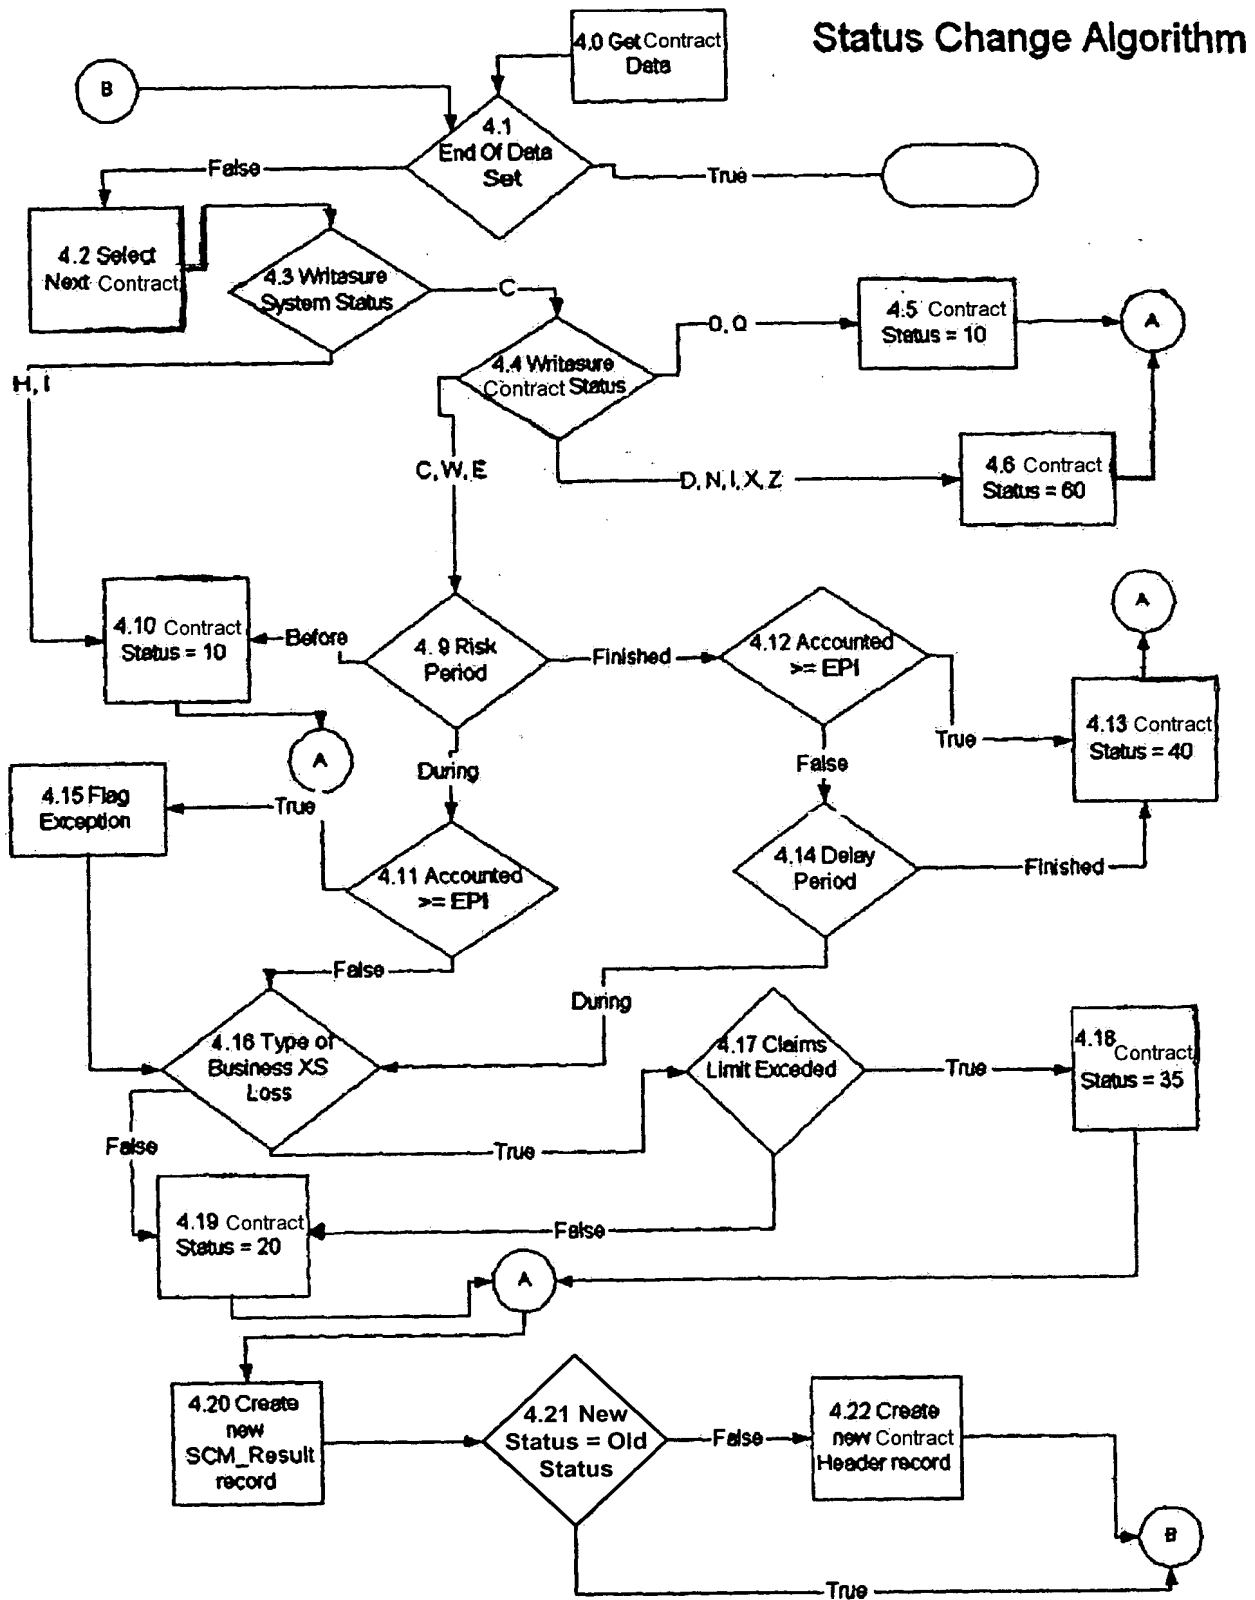 Status Change Algorithm
4.0 Get Contract
Data
B
4.1
End Of Data
Set
False
True
4.2 Select
Next Contract
4.3 Writasure
System Status
C
4.4 Writesure
Contract Status
O, Q
4.5 Contract
Status = 10
A
H, I
C, W, E
D, N, I, X, Z
4.6 Contract
Status = 60
A
4.10 Contract
Status = 10
Before
4. 9 Risk
Period
Finished
4.12 Accounted
>= EPI
True
4.13 Contract
Status = 40
A
During
False
4.15 Flag
Exception
True
4.11 Accounted
>= EPI
4.14 Delay
Period
Finished
False
During
4.16 Type of
Business XS
Loss
4.17 Claims
Limit Exceded
True
4.18 Contract
Status = 35
False
True
4.19 Contract
Status = 20
False
A
4.20 Create
new
SCM_Result
record
4.21 New
Status = Old
Status
False
4.22 Create
new Contract
Header record
B
True